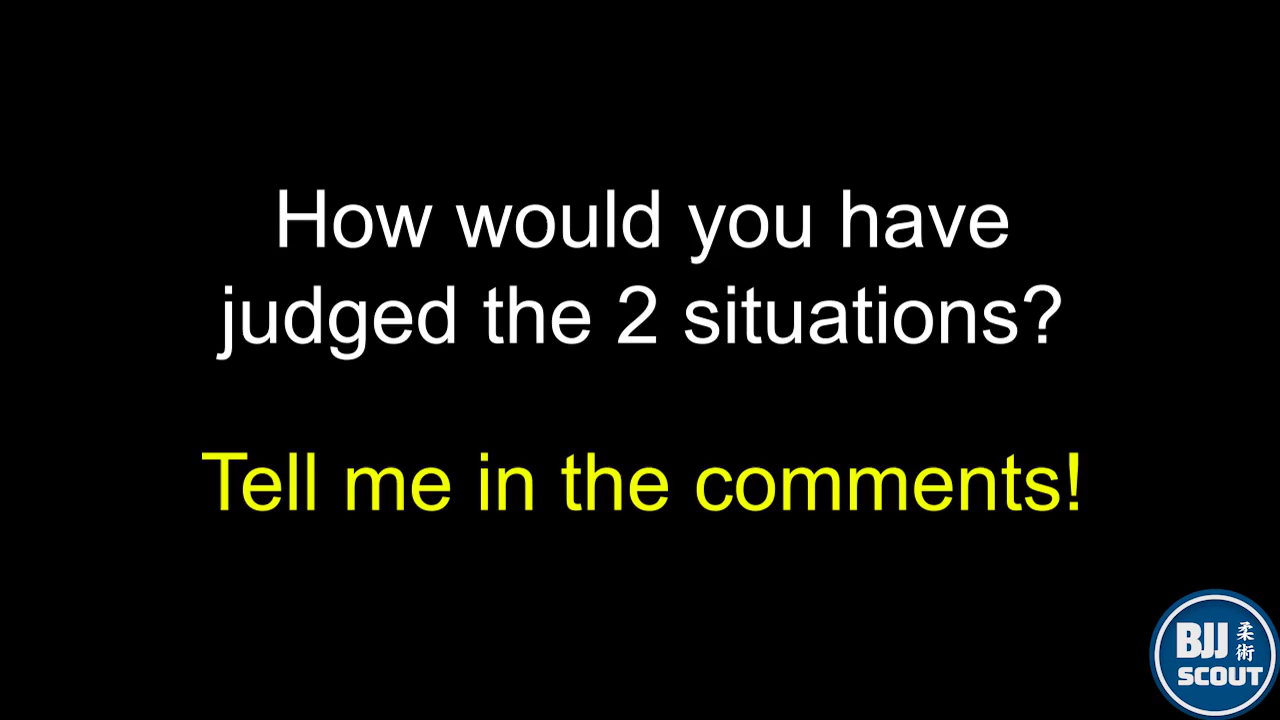 How would you have
judged the 2 situations?
Tell me in the comments!
BJJ 柔術
SCOUT